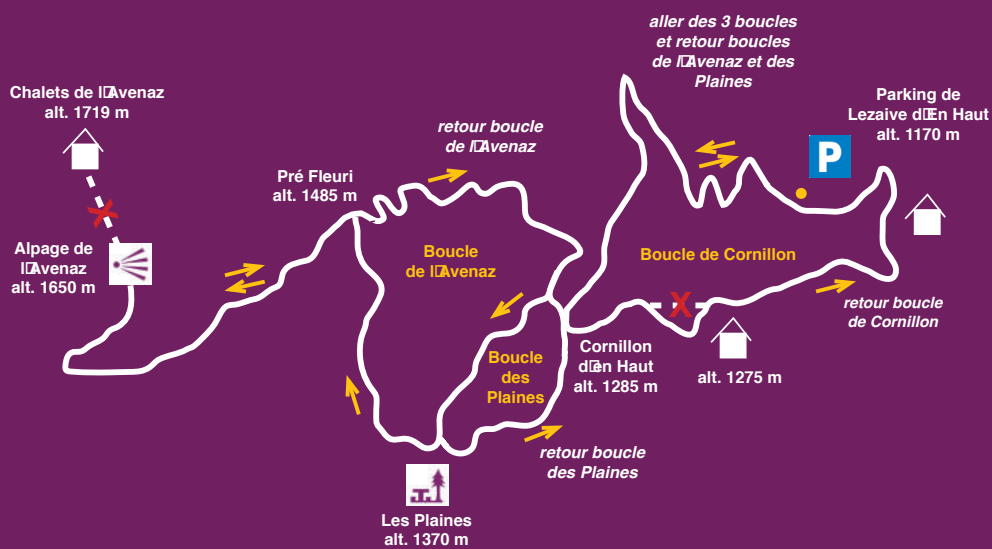 aller des 3 boucles
et retour boucles
de l□Avenaz et des
Plaines
Chalets de l□Avenaz
alt. 1719 m
Parking de
Lezaive d□En Haut
alt. 1170 m
P
retour boucle
de l□Avenaz
Pré Fleuri
alt. 1485 m
X
Alpage de
l□Avenaz
alt. 1650 m
Boucle
de l□Avenaz
Boucle de Cornillon
X
retour boucle
de Cornillon
Boucle
des
Plaines
Cornillon
d□en Haut
alt. 1285 m
alt. 1275 m
retour boucle
des Plaines
Les Plaines
alt. 1370 m